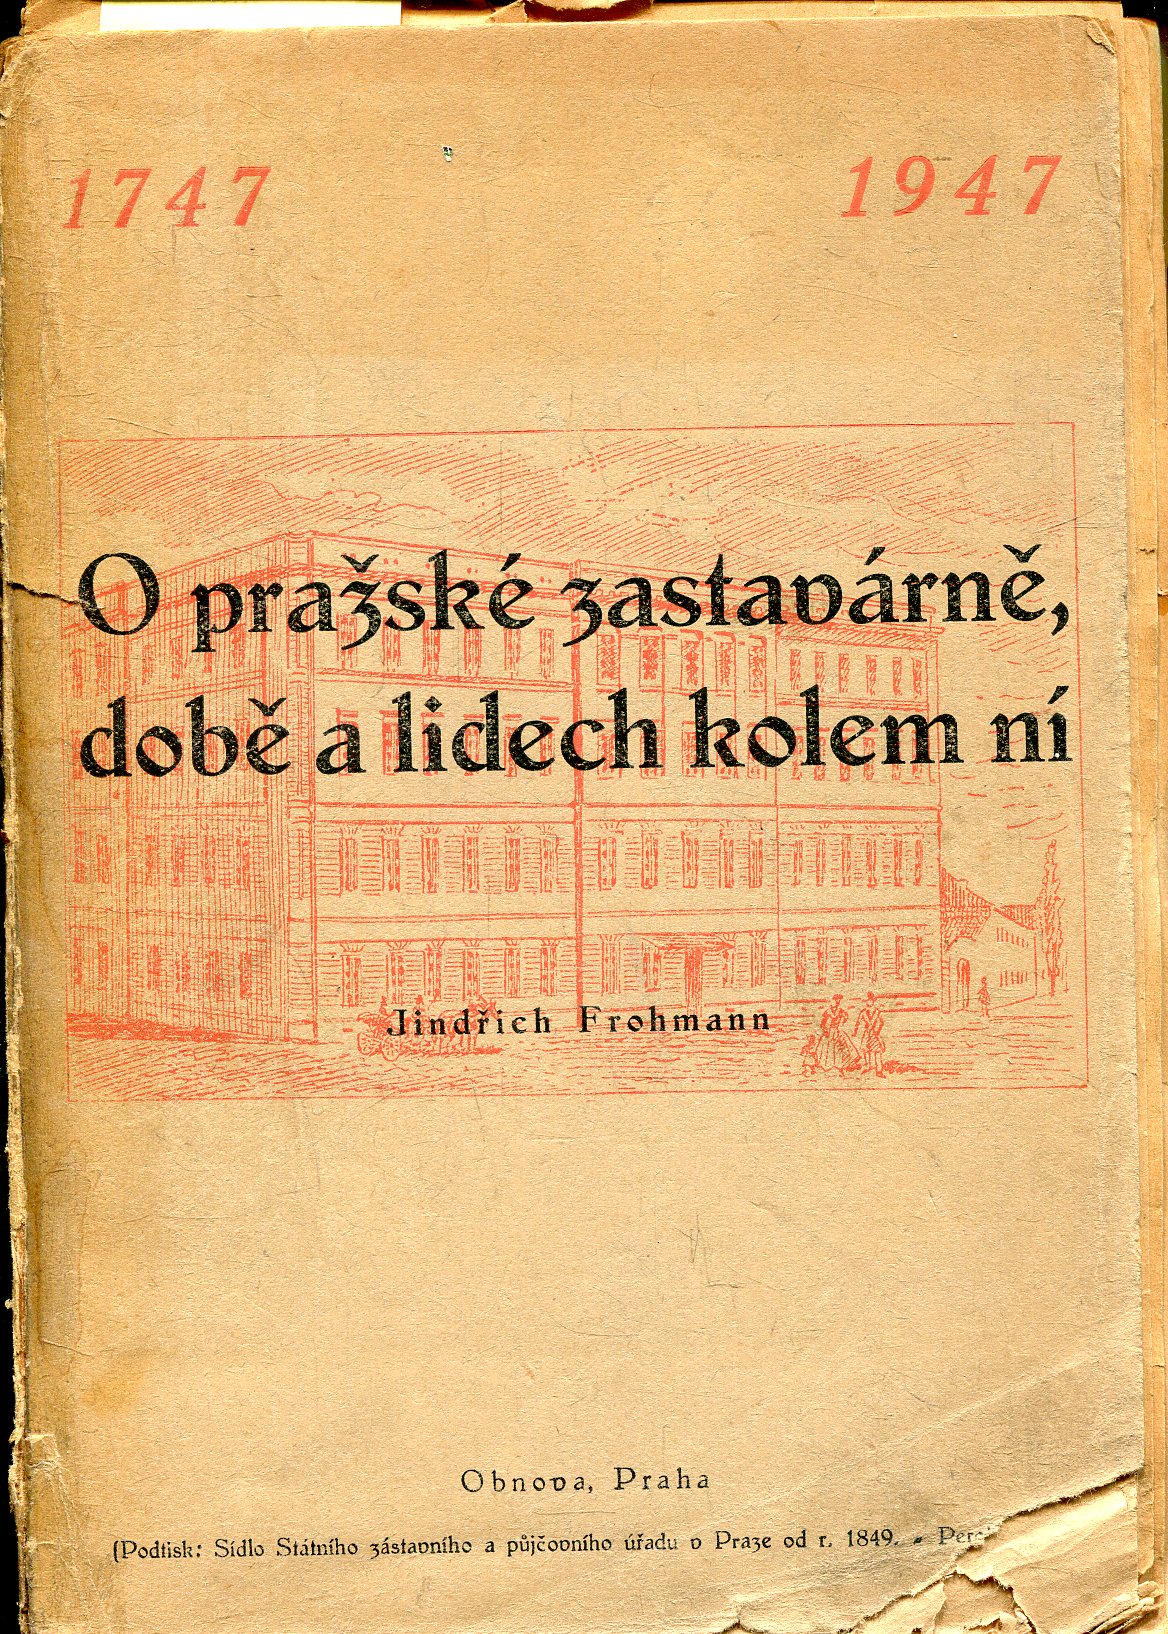 1747 1947
O pražské zastavárně,
době a lidech kolem ní
Jindřich Frohmann
Obnova, Praha
(Podtisk: Sídlo Státního zástavního a půjčovního úřadu v Praze od r. 1849. -